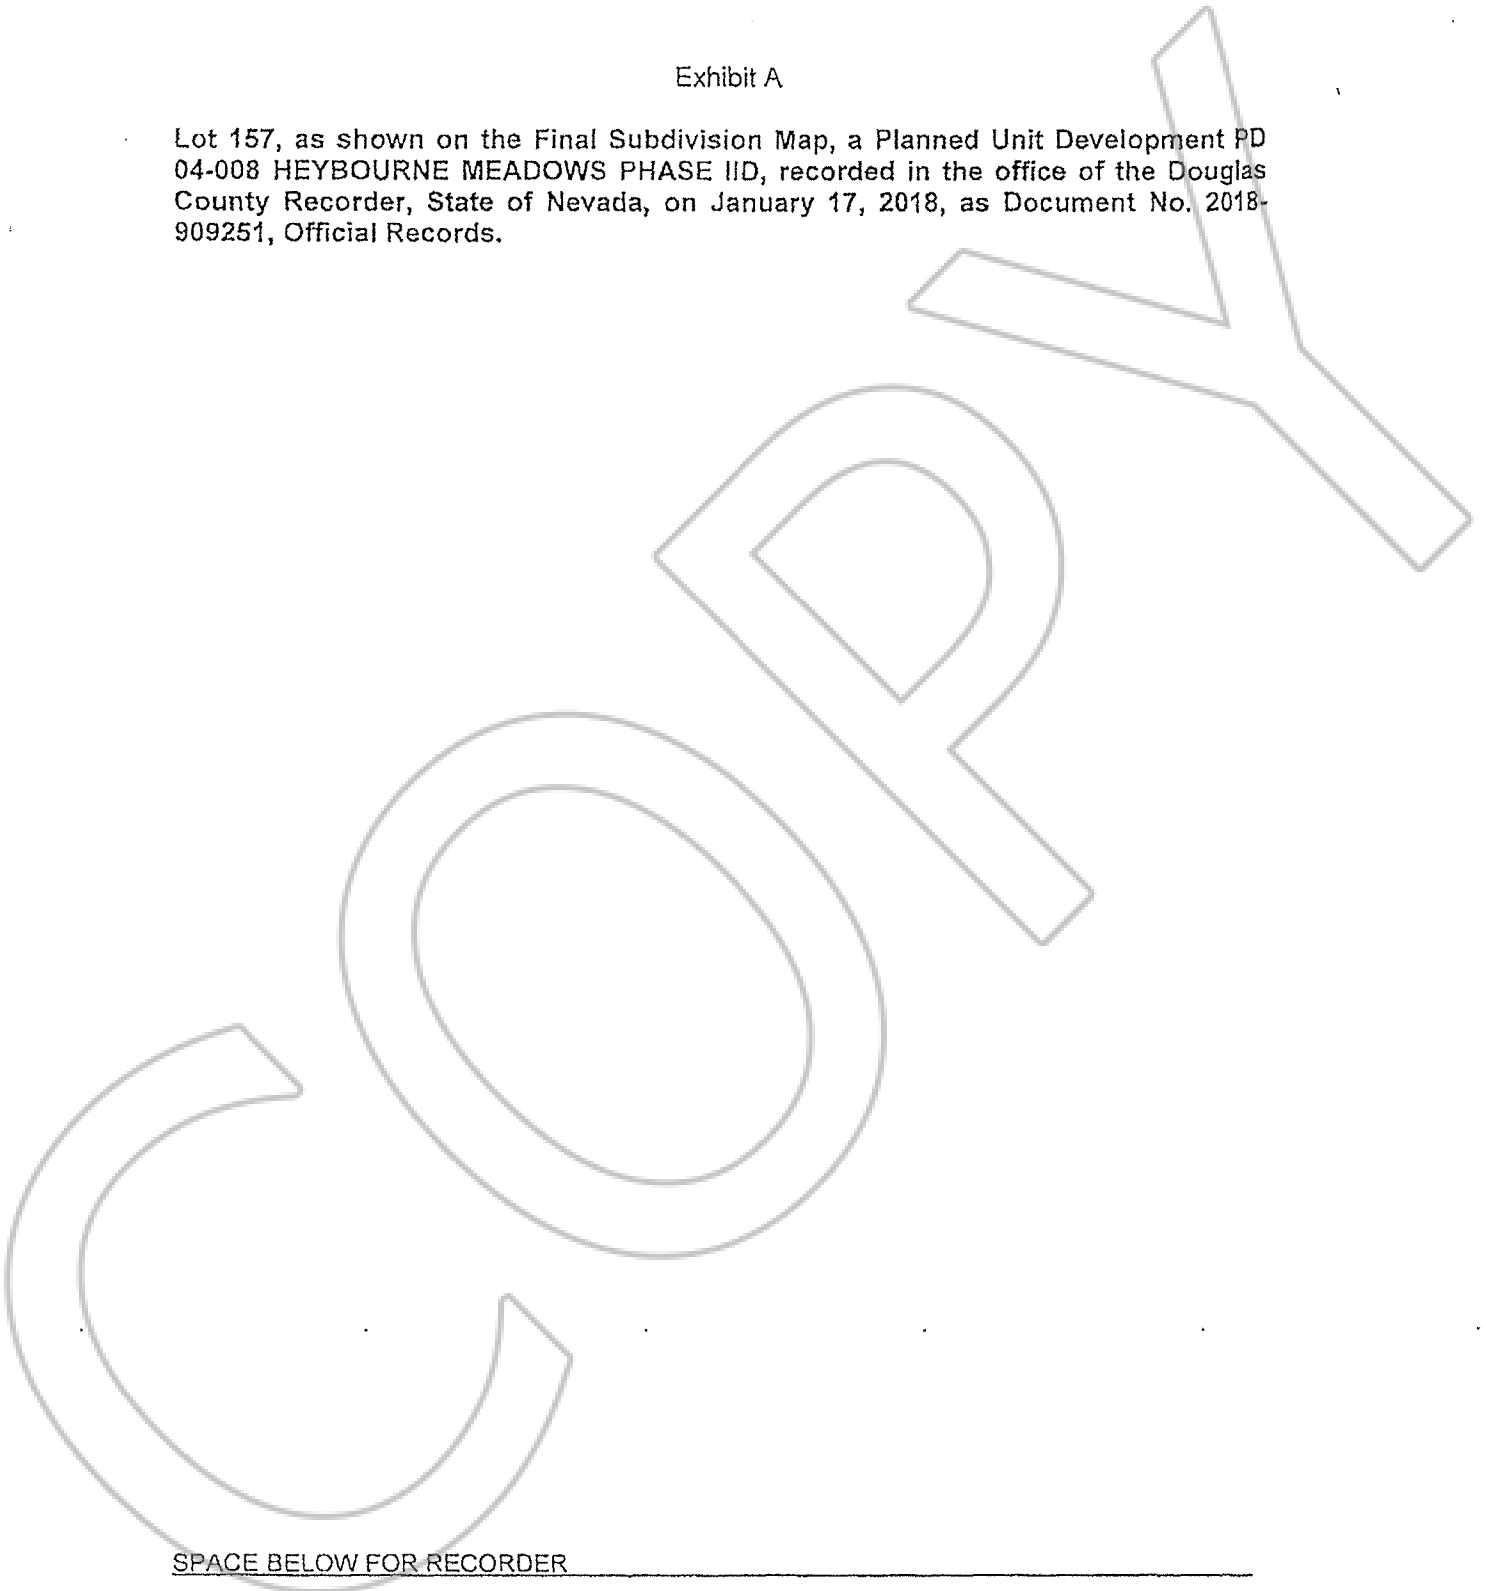 Exhibit A
Lot 157, as shown on the Final Subdivision Map, a Planned Unit Development PD
04-008 HEYBOURNE MEADOWS PHASE IID, recorded in the office of the Douglas
County Recorder, State of Nevada, on January 17, 2018, as Document No. 2018-
909251, Official Records.
COPY
SPACE BELOW FOR RECORDER